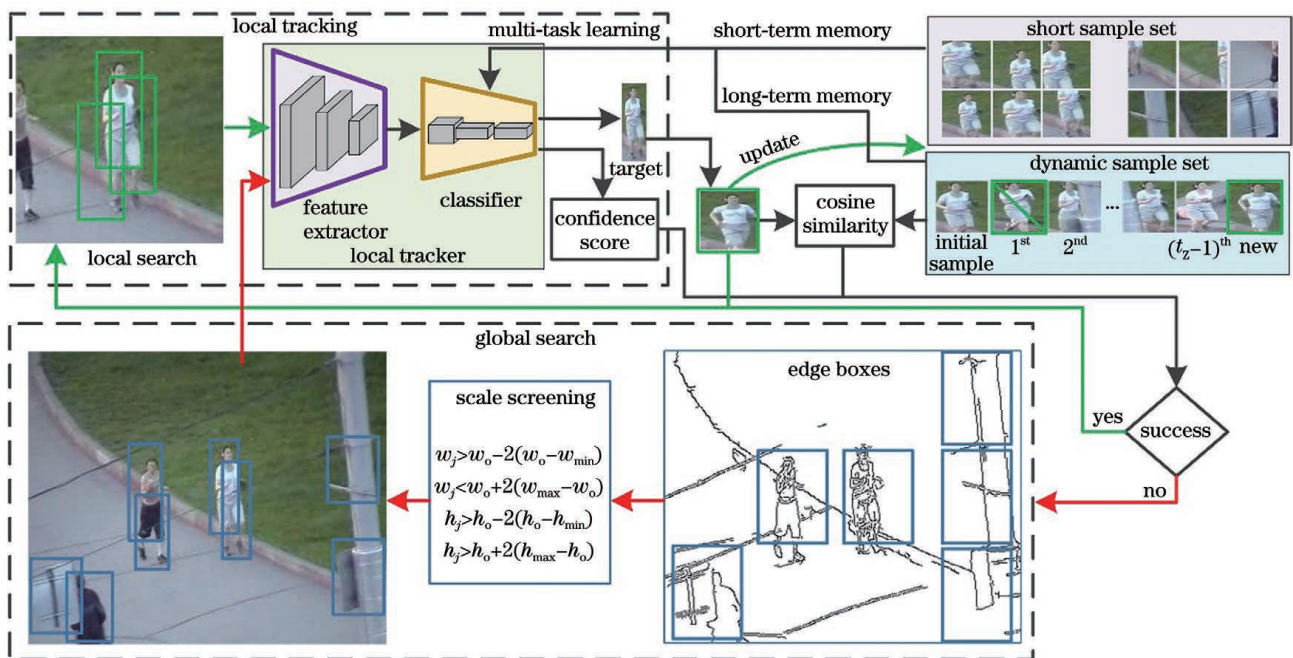 local tracking
multi-task learning
short-term memory
short sample set
long-term memory
update
target
feature
extractor
classifier
local tracker
local search
confidence
score
cosine
similarity
dynamic sample set
...
initial
sample
1st
2nd
(tZ−1)th
new
global search
edge boxes
scale screening
wj>wo−2(wo−wmin)
wj<wo+2(wmax−wo)
hj>ho−2(ho−hmin)
hj>ho+2(hmax−ho)
yes
success
no